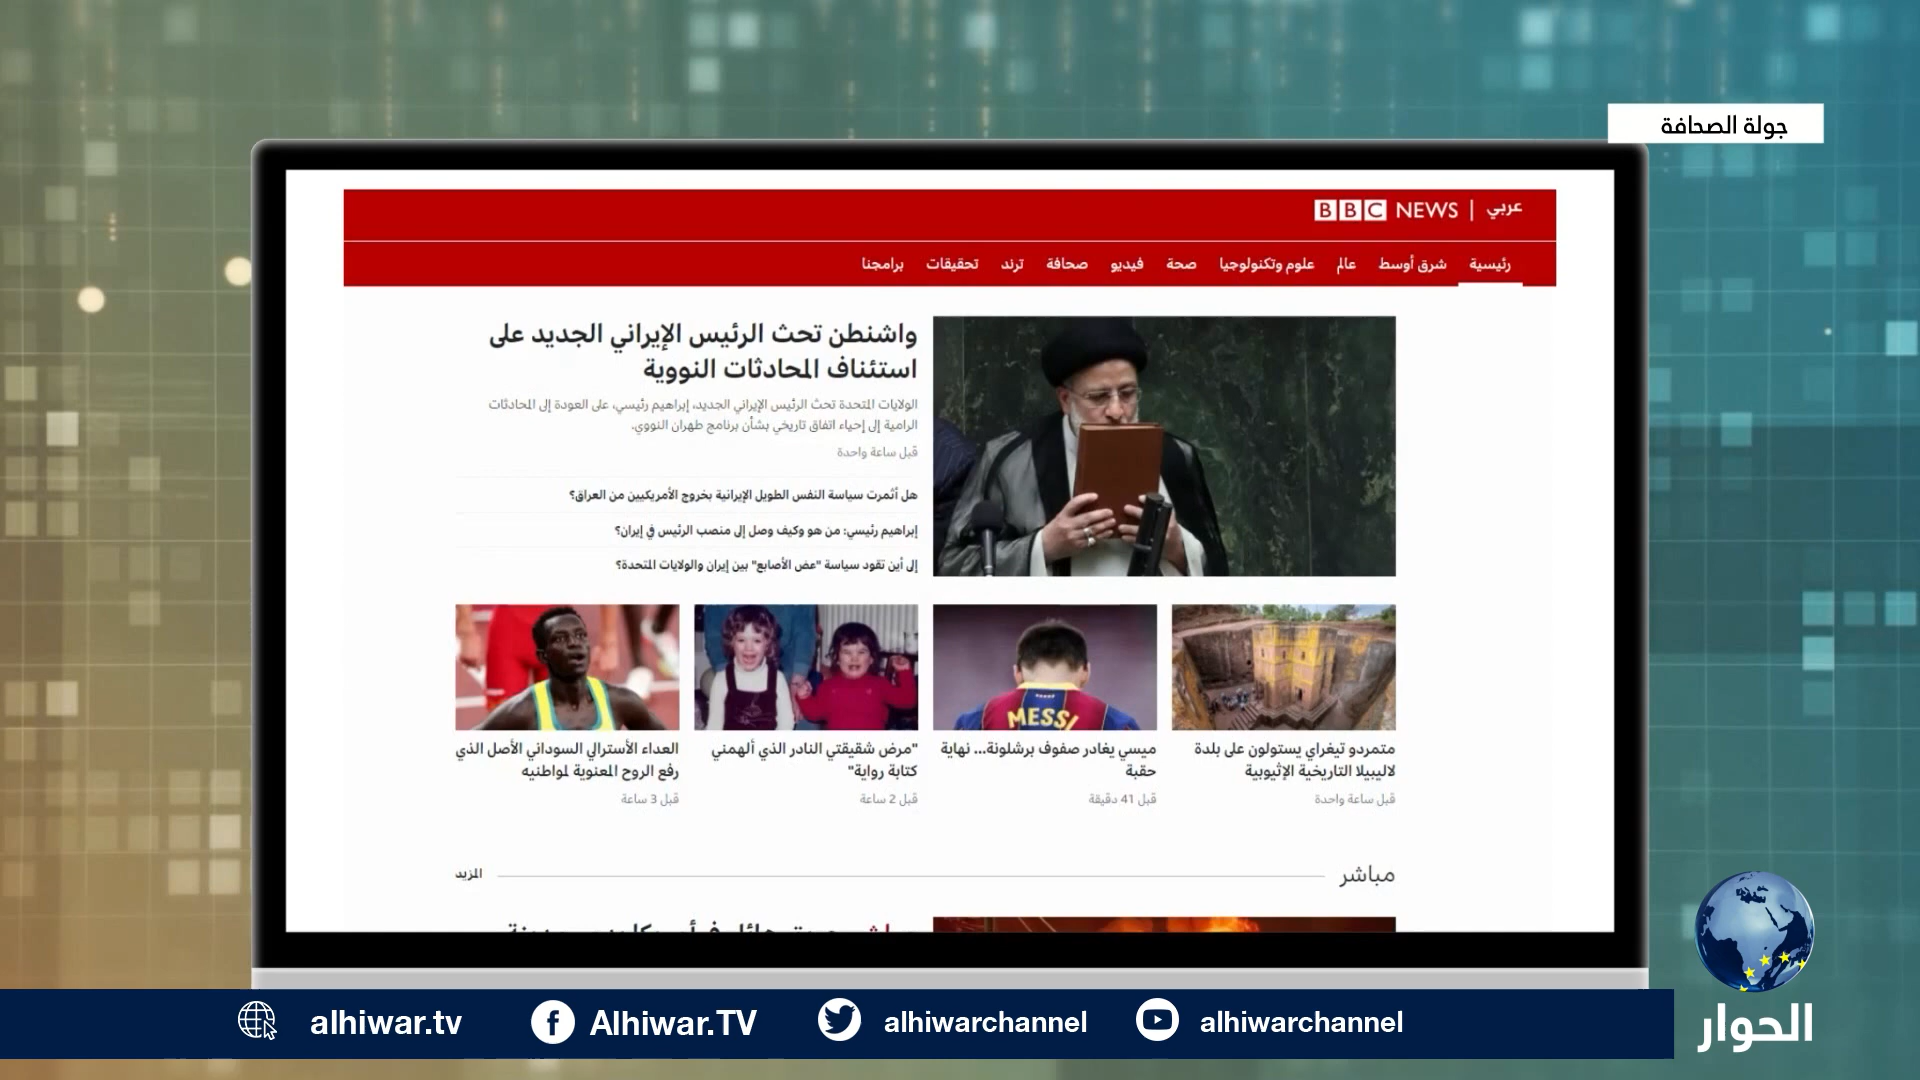 جولة الصحافة
BBC NEWS | عربي
رئيسية شرق أوسط عالم علوم وتكنولوجيا صحة فيديو صحافة ترند تحقيقات برامجنا
واشنطن تحث الرئيس الإيراني الجديد على
استئناف المحادثات النووية
الولايات المتحدة تحث الرئيس الإيراني الجديد، إبراهيم رئيسي، على العودة إلى المحادثات
الرامية إلى إحياء اتفاق تاريخي بشأن برنامج طهران النووي.
قبل ساعة واحدة
هل أثمرت سياسة النفس الطويل الإيرانية بخروج الأمريكيين من العراق؟
إبراهيم رئيسي: من هو وكيف وصل إلى منصب الرئيس في إيران؟
إلى أين تقود سياسة "عض الأصابع" بين إيران والولايات المتحدة؟
MESSI
متمردو تيغراي يستولون على بلدة
لاليبيلا التاريخية الإثيوبية
قبل ساعة واحدة
ميسي يغادر صفوف برشلونة... نهاية
حقبة
قبل 41 دقيقة
"مرض شقيقتي النادر الذي ألهمني
كتابة رواية"
قبل 2 ساعة
العداء الأسترالي السوداني الأصل الذي
رفع الروح المعنوية لمواطنيه
قبل 3 ساعة
مباشر
المزيد
alhiwar.tv
Alhiwar.TV
alhiwarchannel
alhiwarchannel
الحوار